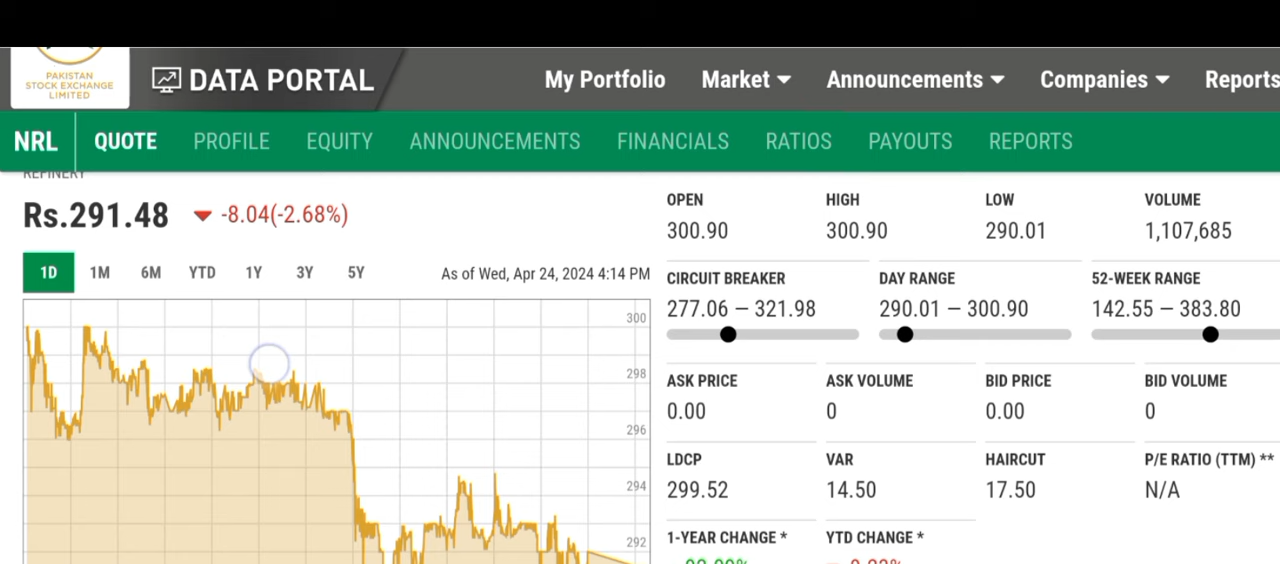 PAKISTAN
STOCK EXCHANGE
LIMITED
DATA PORTAL
My Portfolio Market Announcements Companies Reports
NRL QUOTE PROFILE EQUITY ANNOUNCEMENTS FINANCIALS RATIOS PAYOUTS REPORTS
REFINERY
Rs.291.48 -8.04(-2.68%)
1D 1M 6M YTD 1Y 3Y 5Y
As of Wed, Apr 24, 2024 4:14 PM
300
298
296
294
292
OPEN HIGH LOW VOLUME
300.90 300.90 290.01 1,107,685
CIRCUIT BREAKER DAY RANGE 52-WEEK RANGE
277.06 — 321.98 290.01 — 300.90 142.55 — 383.80
ASK PRICE ASK VOLUME BID PRICE BID VOLUME
0.00 0 0.00 0
LDCP VAR HAIRCUT P/E RATIO (TTM) **
299.52 14.50 17.50 N/A
1-YEAR CHANGE * YTD CHANGE *